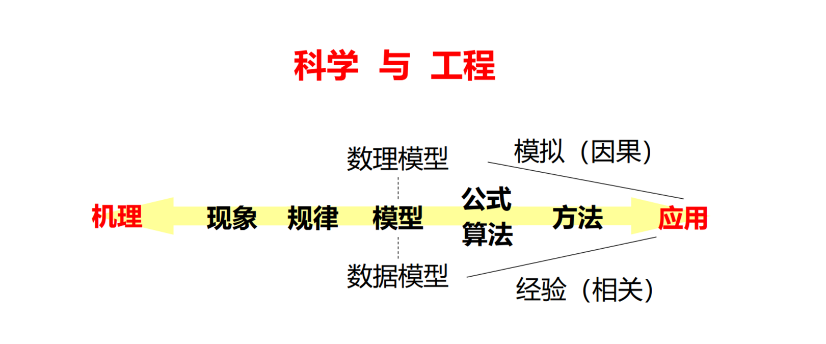 科学 与 工程
数理模型
模拟（因果）
机理 现象 规律 模型 公式 算法 方法 应用
数据模型
经验（相关）